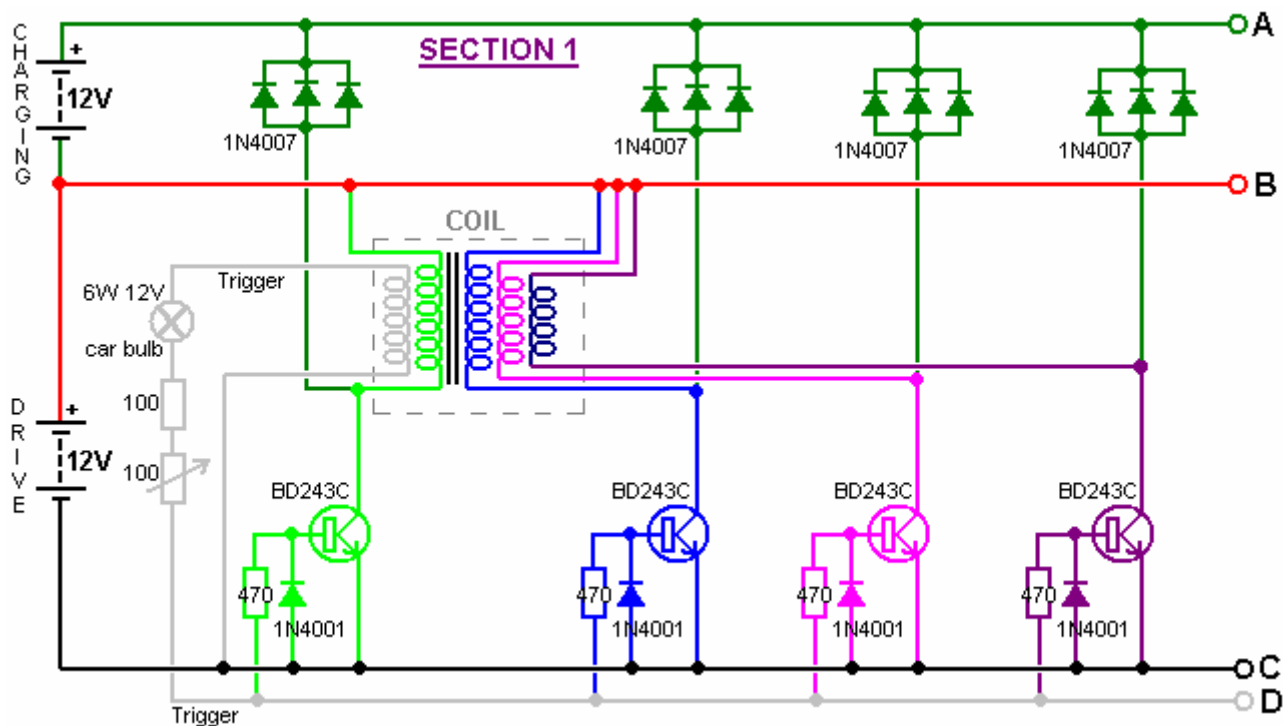 CHARGING
+
12V
SECTION 1
A
1N4007
1N4007
1N4007
1N4007
B
COIL
Trigger
6W 12V
car bulb
100
100
DRIVE
+
12V
BD243C
BD243C
BD243C
BD243C
470
470
470
470
1N4001
1N4001
1N4001
1N4001
C
D
Trigger